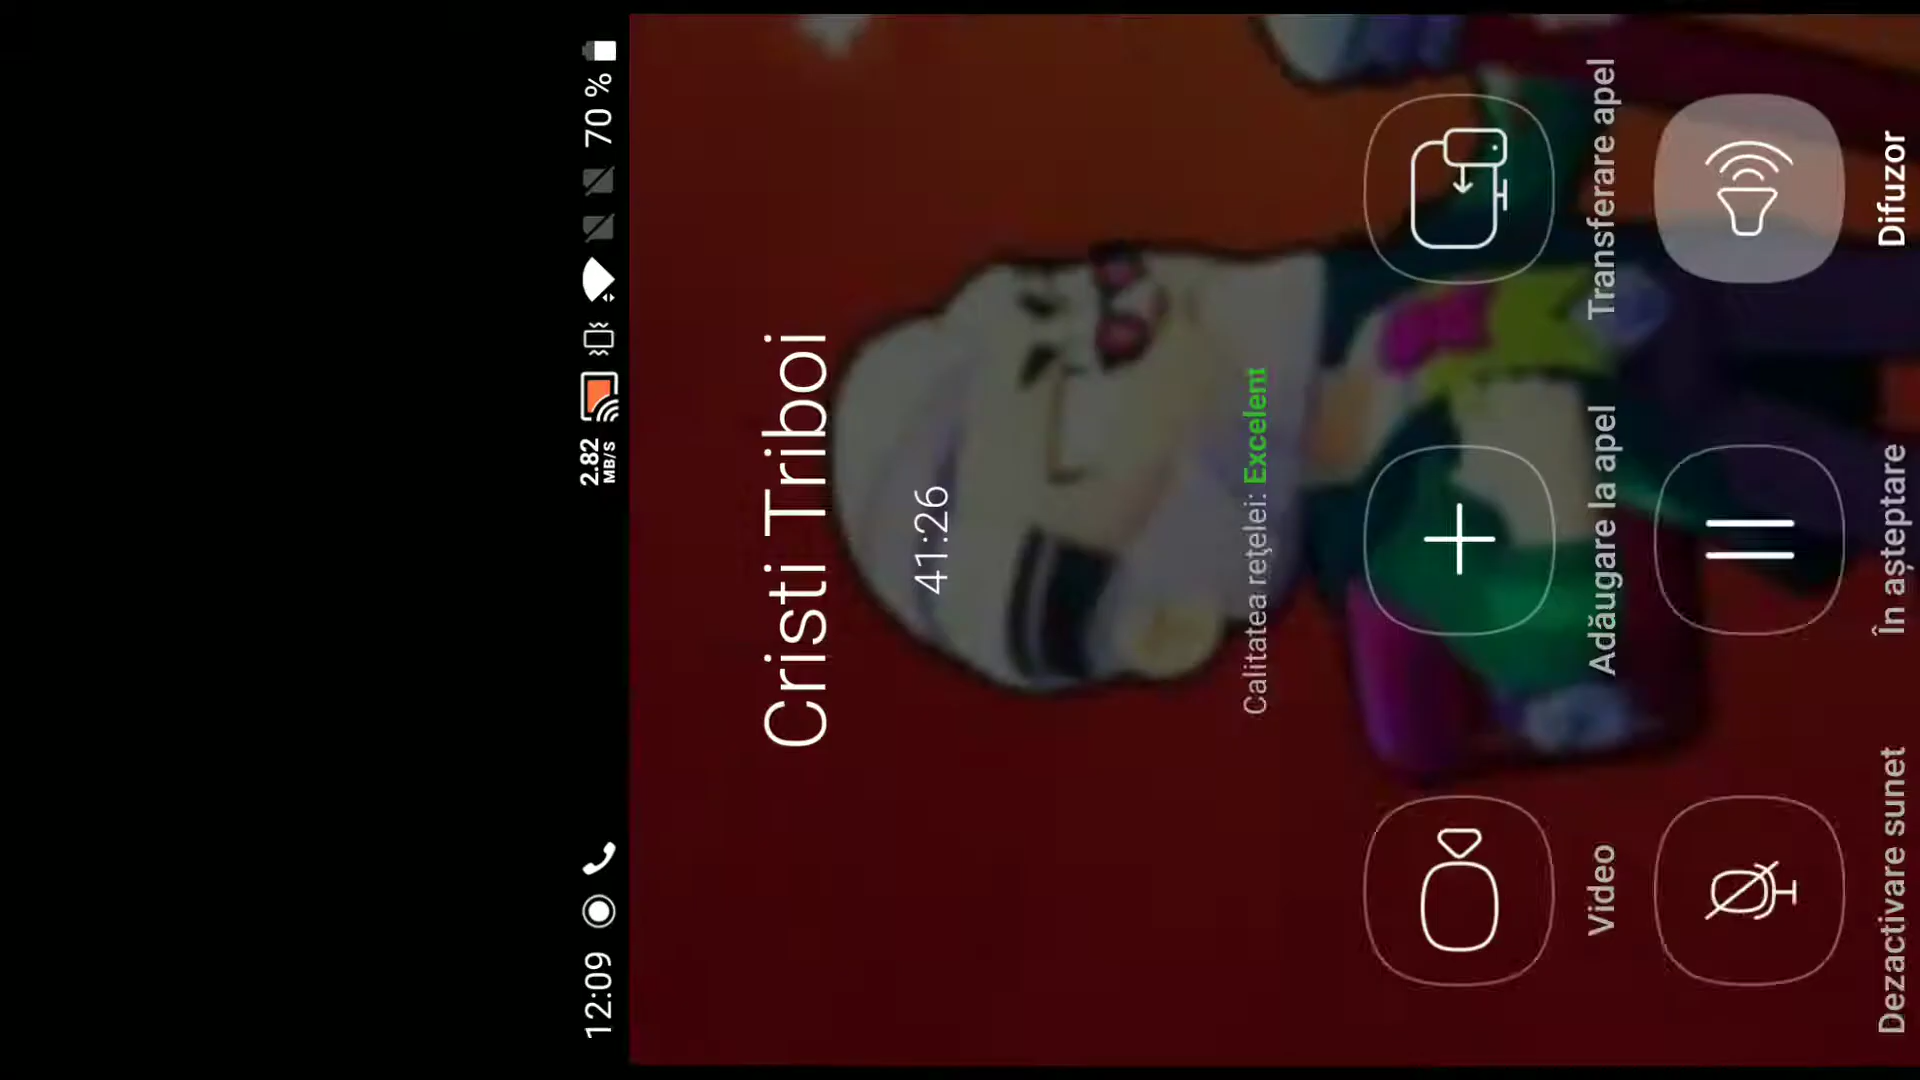 12:09
2.82
MB/S
70 %
Cristi Triboi
41:26
Calitatea reţelei: Excelent
Video
Adăugare la apel
Transferare apel
Dezactivare sunet
În așteptare
Difuzor